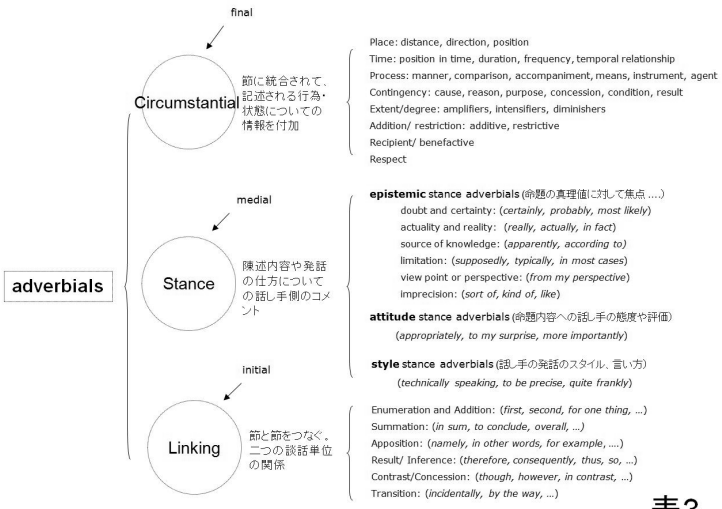 final
Circumstantial
節に統合されて、
記述される行為・
状態についての
情報を付加
Place: distance, direction, position
Time: position in time, duration, frequency, temporal relationship
Process: manner, comparison, accompaniment, means, instrument, agent
Contingency: cause, reason, purpose, concession, condition, result
Extent/degree: amplifiers, intensifiers, diminishers
Addition/ restriction: additive, restrictive
Recipient/ benefactive
Respect
adverbials
medial
Stance
陳述内容や発話
の仕方について
の話し手側のコメ
ント
epistemic stance adverbials (命題の真理値に対して焦点 ....)
doubt and certainty: (certainly, probably, most likely)
actuality and reality: (really, actually, in fact)
source of knowledge: (apparently, according to)
limitation: (supposedly, typically, in most cases)
view point or perspective: (from my perspective)
imprecision: (sort of, kind of, like)
attitude stance adverbials (命題内容への話し手の態度や評価)
(appropriately, to my surprise, more importantly)
style stance adverbials (話し手の発話のスタイル、言い方)
(technically speaking, to be precise, quite frankly)
initial
Linking
節と節をつなぐ。
二つの談話単位
の関係
Enumeration and Addition: (first, second, for one thing, ...)
Summation: (in sum, to conclude, overall, ...)
Apposition: (namely, in other words, for example, ....)
Result/ Inference: (therefore, consequently, thus, so, ...)
Contrast/Concession: (though, however, in contrast, ...)
Transition: (incidentally, by the way, ...)
表3